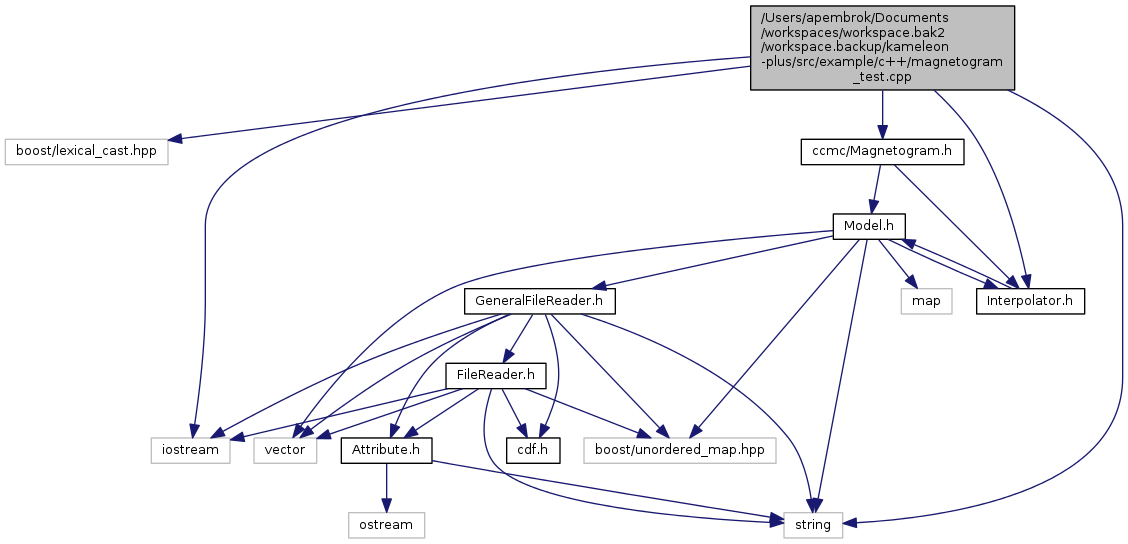 /Users/apembrok/Documents
/workspaces/workspace.bak2
/workspace.backup/kameleon
-plus/src/example/c++/magnetogram
_test.cpp
boost/lexical_cast.hpp
ccmc/Magnetogram.h
Model.h
GeneralFileReader.h
map
Interpolator.h
FileReader.h
iostream
vector
Attribute.h
cdf.h
boost/unordered_map.hpp
ostream
string